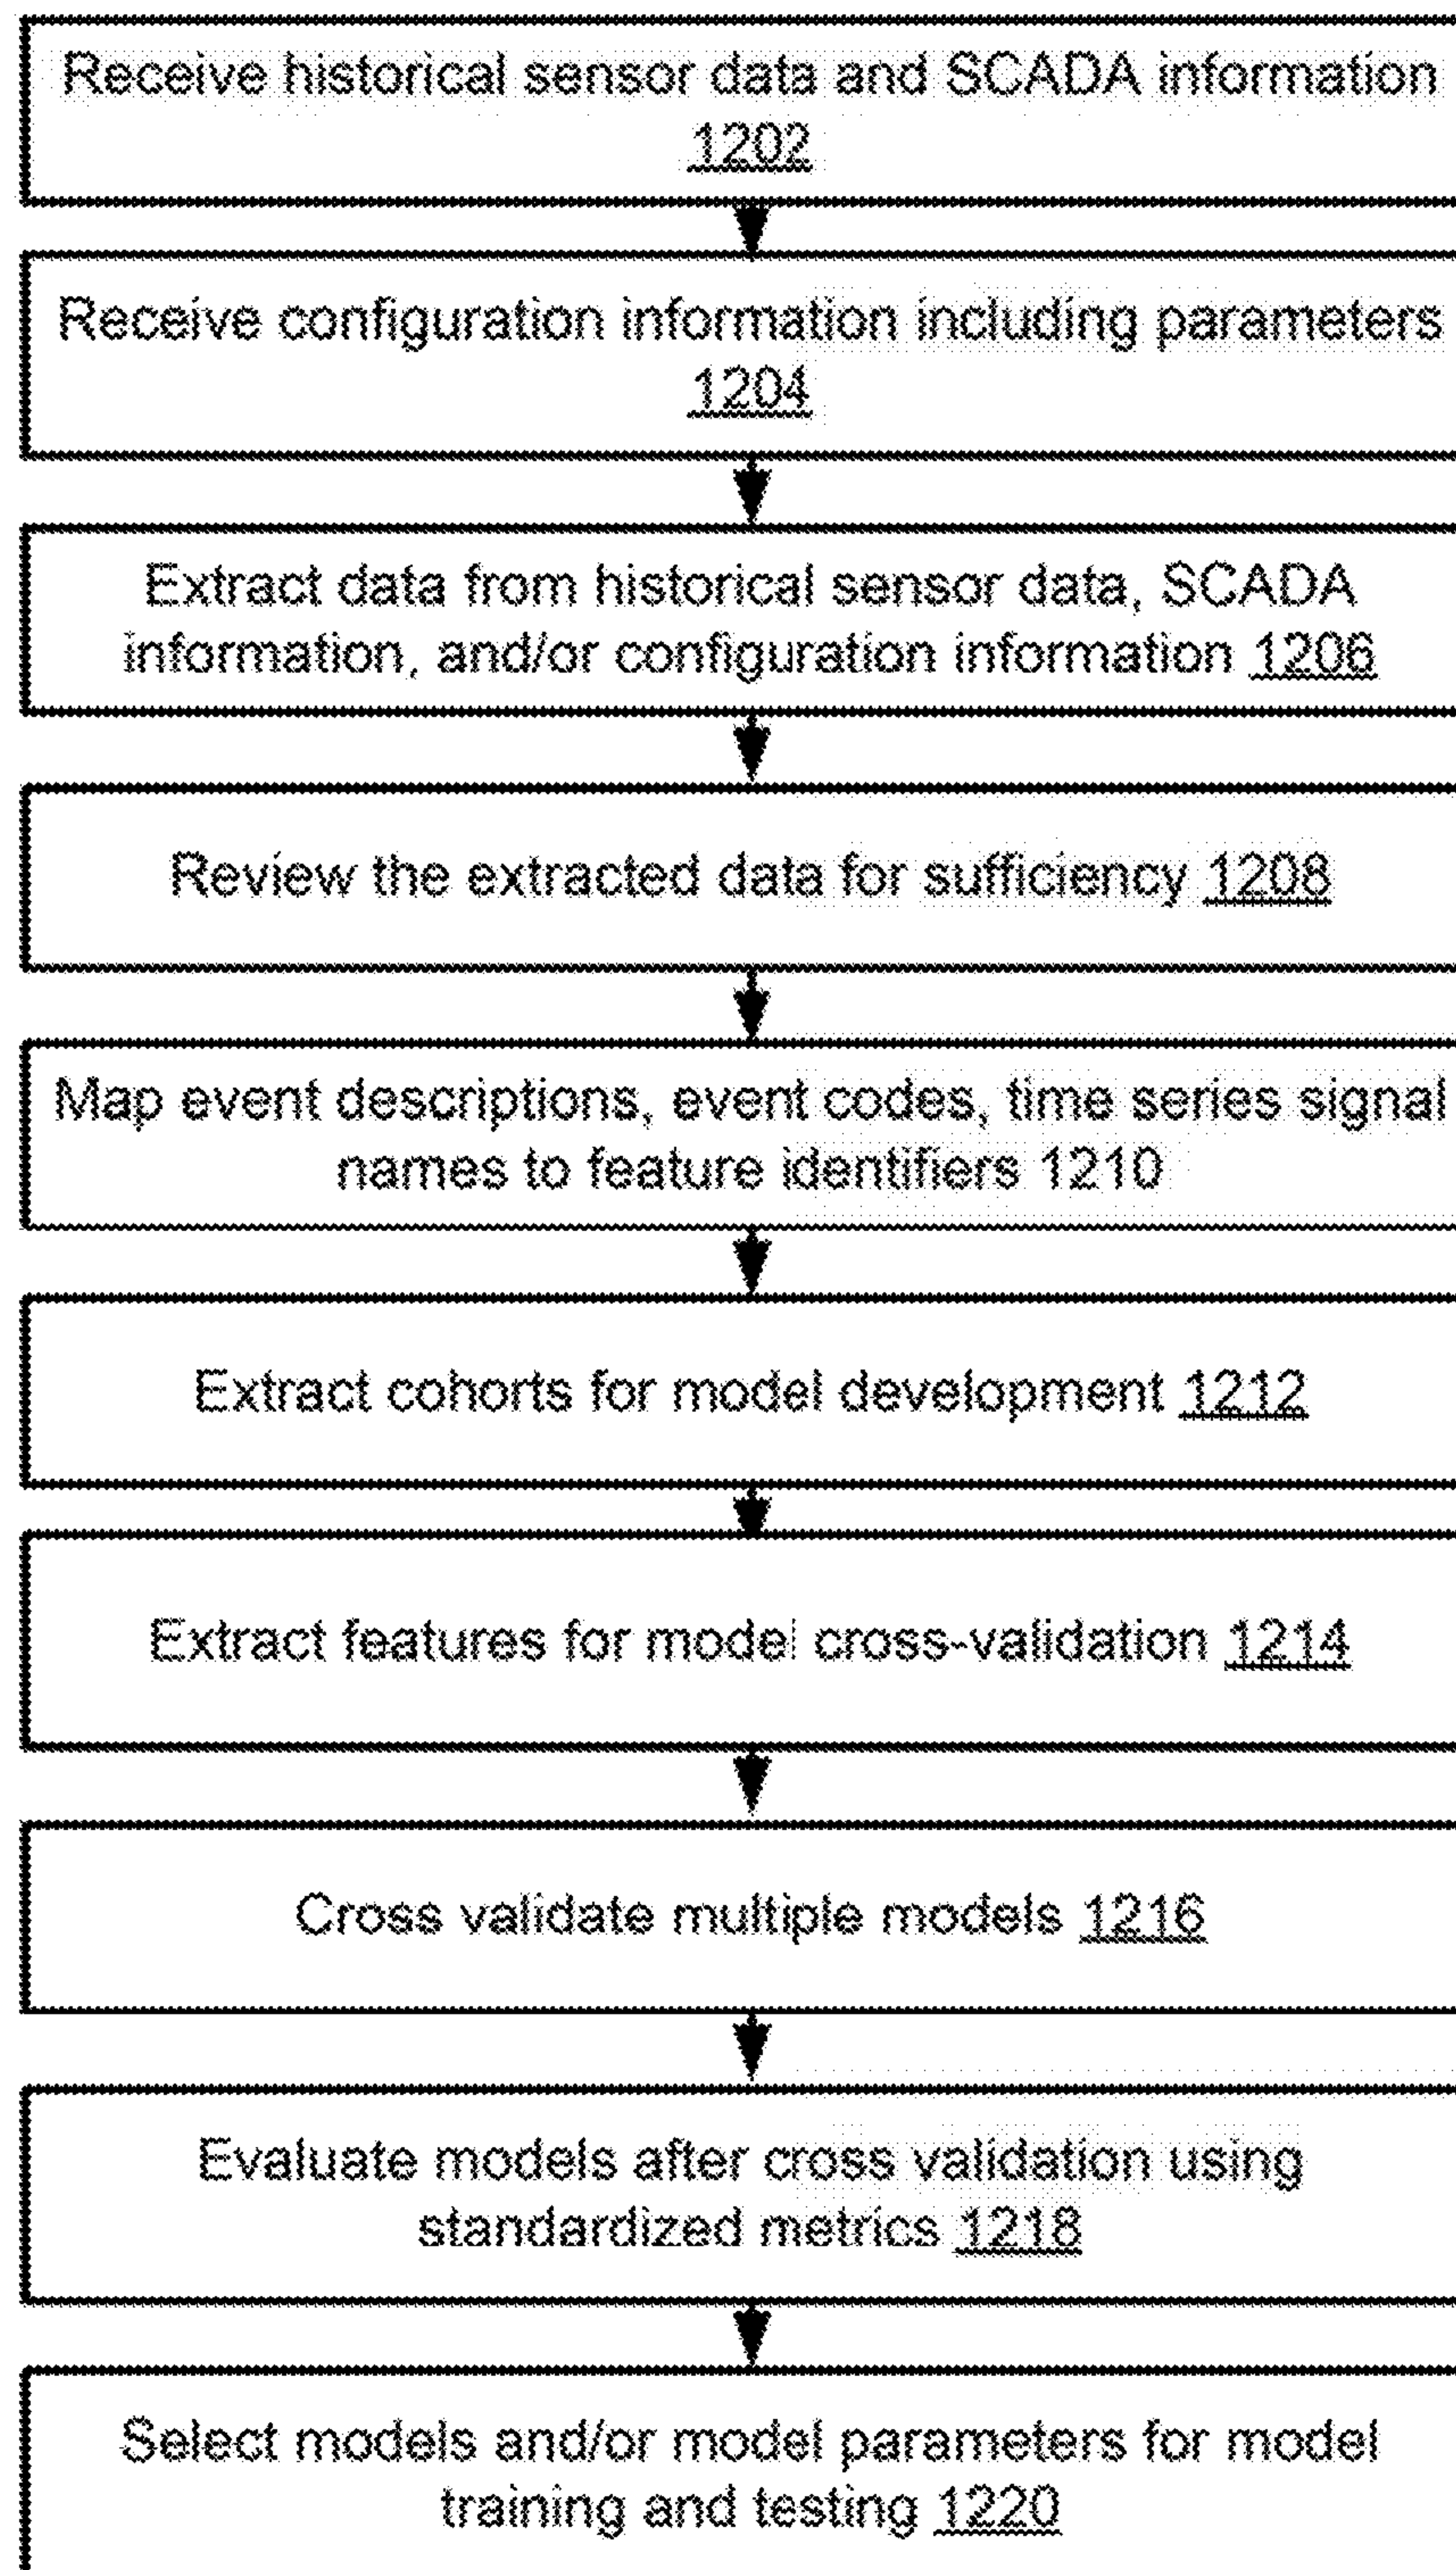 Receive historical sensor data and SCADA information
1202
Receive configuration information including parameters
1204
Extract data from historical sensor data, SCADA
information, and/or configuration information 1206
Review the extracted data for sufficiency 1208
Map event descriptions, event codes, time series signal
names to feature identifiers 1210
Extract cohorts for model development 1212
Extract features for model cross-validation 1214
Cross validate multiple models 1216
Evaluate models after cross validation using
standardized metrics 1218
Select models and/or model parameters for model
training and testing 1220